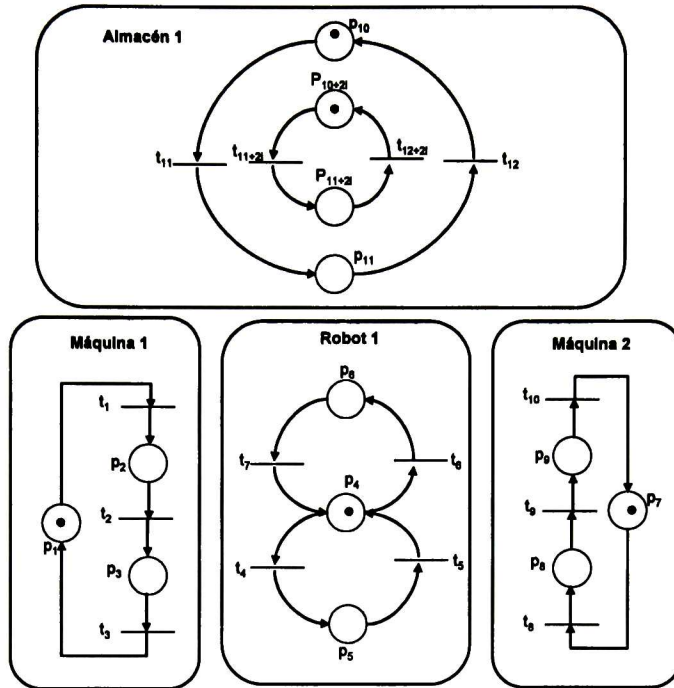 Almacén 1
p10
P10+2i
t11
t11+2i
t12+2i
t12
P11+2i
p11
Máquina 1
t1
p2
t2
p1
p3
t3
Robot 1
p6
t7
t6
p4
t4
t5
p5
Máquina 2
t10
p9
t9
p7
p8
t8